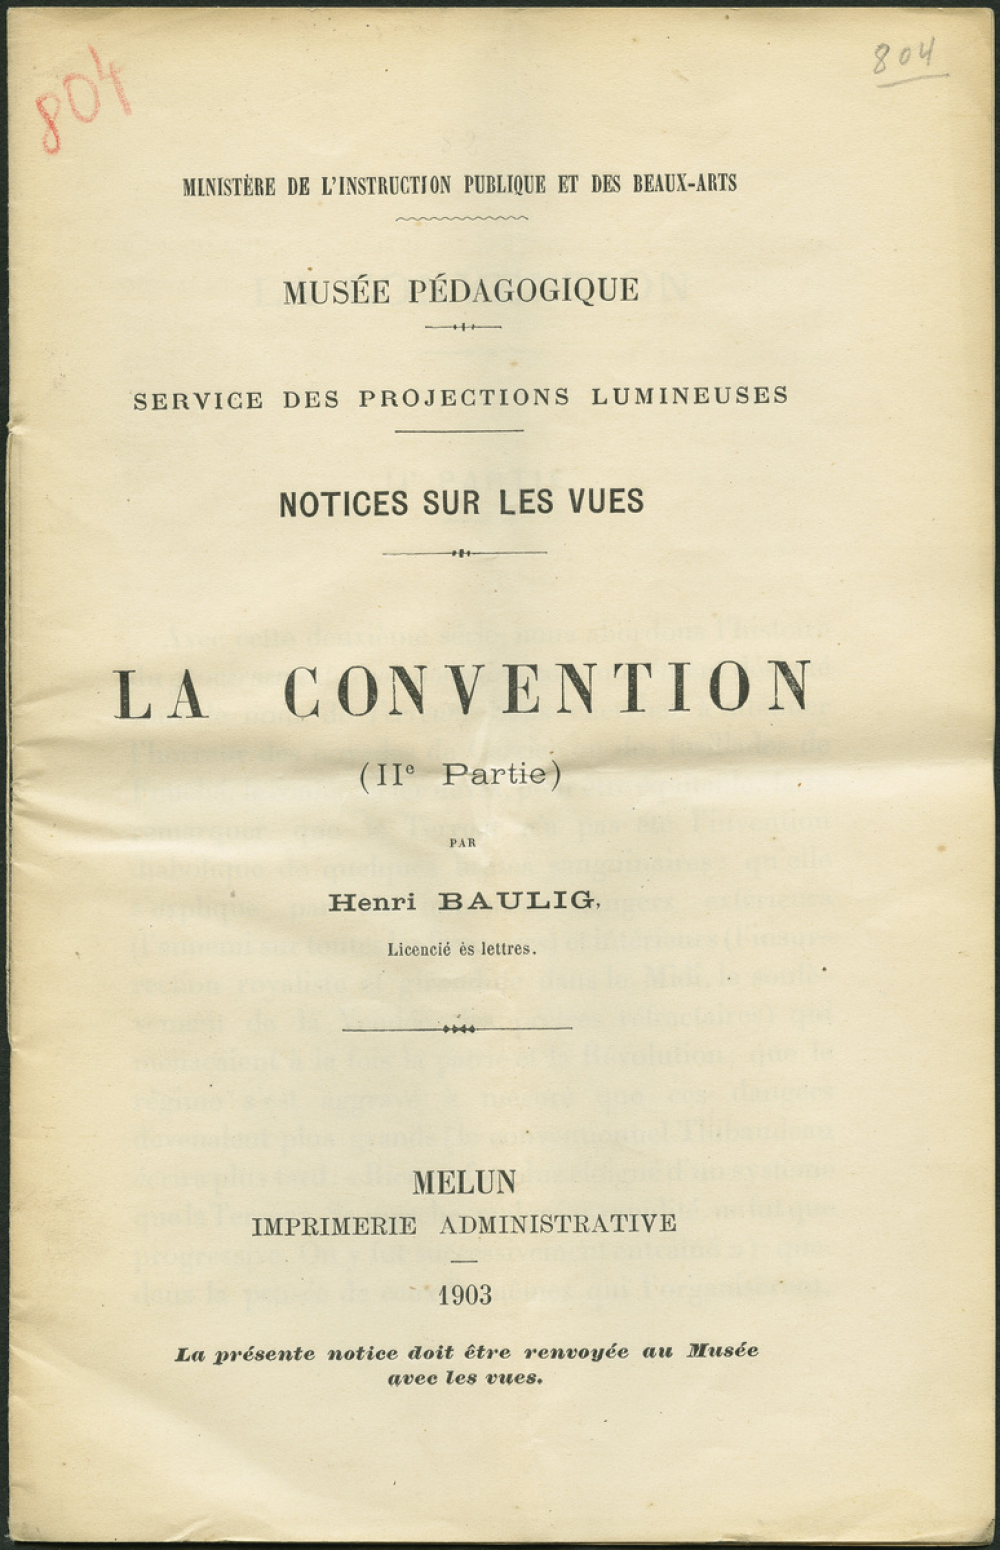 804
804
MINISTÈRE DE L'INSTRUCTION PUBLIQUE ET DES BEAUX-ARTS
MUSÉE PÉDAGOGIQUE
SERVICE DES PROJECTIONS LUMINEUSES
NOTICES SUR LES VUES
LA CONVENTION
(IIe Partie)
PAR
Henri BAULIG,
Licencié ès lettres.
MELUN
IMPRIMERIE ADMINISTRATIVE
1903
La présente notice doit être renvoyée au Musée
avec les vues.